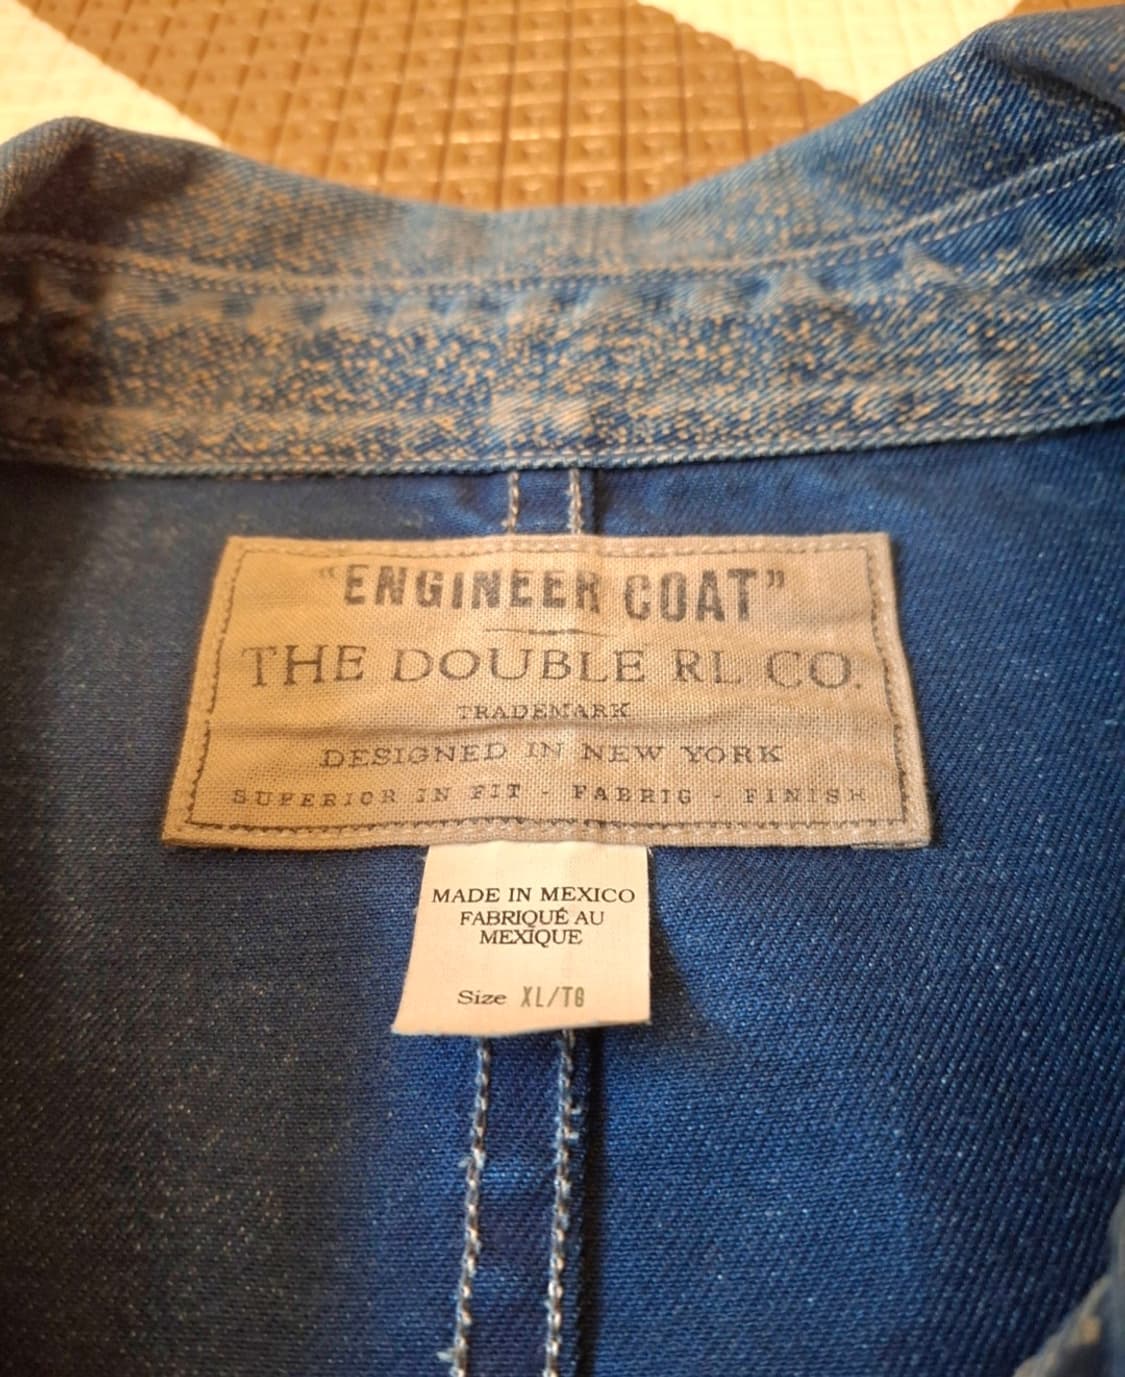 "ENGINEER COAT"
THE DOUBLE RL CO.
TRADEMARK
DESIGNED IN NEW YORK
SUPERIOR IN FIT - FABRIC - FINISH
MADE IN MEXICO
FABRIQUÉ AU
MEXIQUE
Size XL/TG